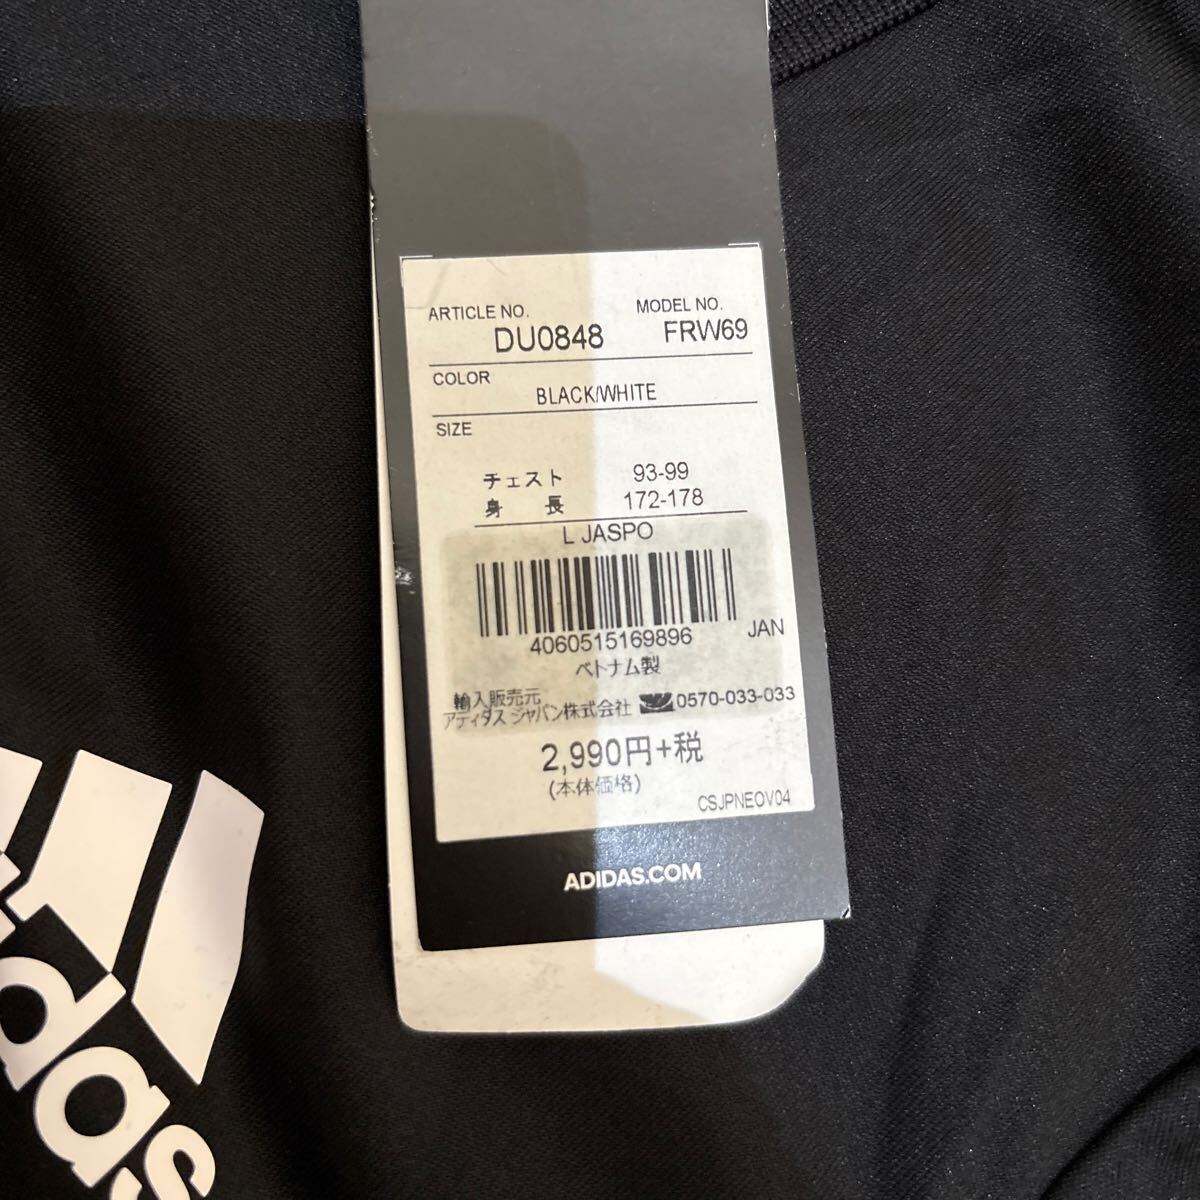 ARTICLE NO. MODEL NO.
DU0848 FRW69
COLOR
BLACK/WHITE
SIZE
チェスト 93-99
身 長 172-178
L JASPO
4060515169896 JAN
ベトナム製
輸入販売元
アディダス ジャパン株式会社 0570-033-033
2,990円+税
(本体価格)
CSJPNEOV04
ADIDAS.COM
adidas